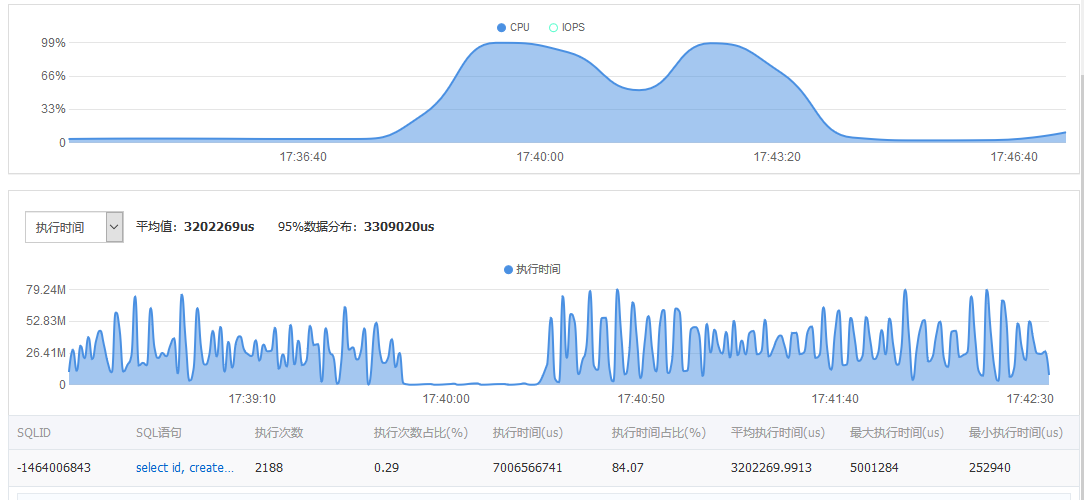 CPU IOPS
99%
66%
33%
0
17:36:40 17:40:00 17:43:20 17:46:40
执行时间 平均值：3202269us 95%数据分布：3309020us
执行时间
79.24M
52.83M
26.41M
0
17:39:10 17:40:00 17:40:50 17:41:40 17:42:30
SQLID SQL语句 执行次数 执行次数占比(%) 执行时间(us) 执行时间占比(%) 平均执行时间(us) 最大执行时间(us) 最小执行时间(us)
-1464006843 select id, create... 2188 0.29 7006566741 84.07 3202269.9913 5001284 252940